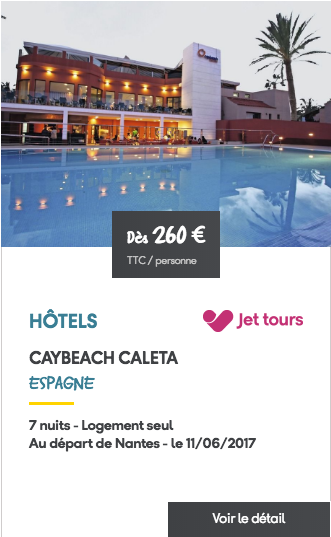 Dès 260 €
TTC / personne
HÔTELS
Jet tours
CAYBEACH CALETA
ESPAGNE
7 nuits - Logement seul
Au départ de Nantes - le 11/06/2017
Voir le détail